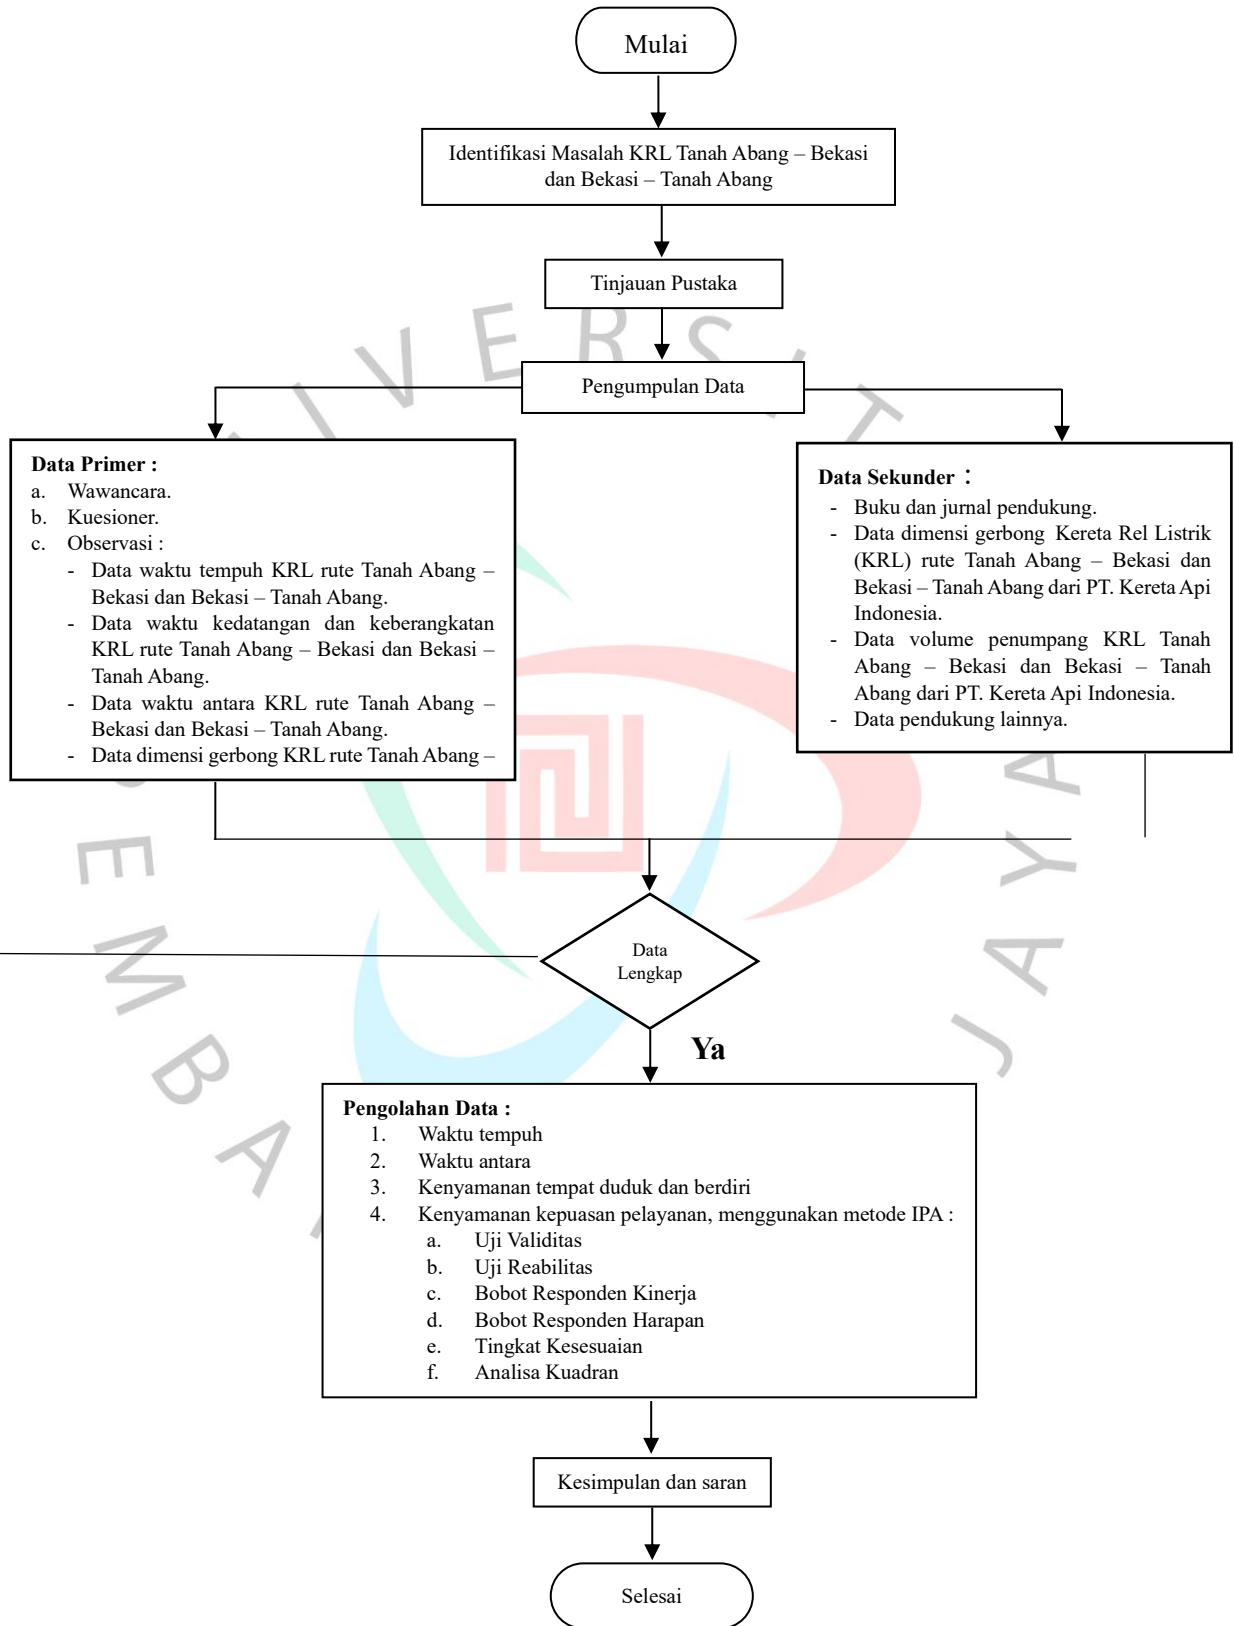 Mulai
Identifikasi Masalah KRL Tanah Abang – Bekasi
dan Bekasi – Tanah Abang
Tinjauan Pustaka
Pengumpulan Data
Data Primer :
a. Wawancara.
b. Kuesioner.
c. Observasi :
- Data waktu tempuh KRL rute Tanah Abang –
Bekasi dan Bekasi – Tanah Abang.
- Data waktu kedatangan dan keberangkatan
KRL rute Tanah Abang – Bekasi dan Bekasi –
Tanah Abang.
- Data waktu antara KRL rute Tanah Abang –
Bekasi dan Bekasi – Tanah Abang.
- Data dimensi gerbong KRL rute Tanah Abang –
Data Sekunder :
- Buku dan jurnal pendukung.
- Data dimensi gerbong Kereta Rel Listrik
(KRL) rute Tanah Abang – Bekasi dan
Bekasi – Tanah Abang dari PT. Kereta Api
Indonesia.
- Data volume penumpang KRL Tanah
Abang – Bekasi dan Bekasi – Tanah
Abang dari PT. Kereta Api Indonesia.
- Data pendukung lainnya.
Data
Lengkap
Ya
Pengolahan Data :
1. Waktu tempuh
2. Waktu antara
3. Kenyamanan tempat duduk dan berdiri
4. Kenyamanan kepuasan pelayanan, menggunakan metode IPA :
a. Uji Validitas
b. Uji Reabilitas
c. Bobot Responden Kinerja
d. Bobot Responden Harapan
e. Tingkat Kesesuaian
f. Analisa Kuadran
Kesimpulan dan saran
Selesai